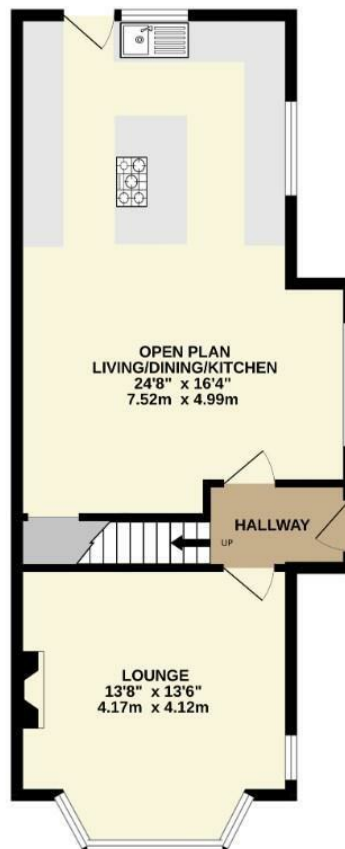 OPEN PLAN
LIVING/DINING/KITCHEN
24'8" x 16'4"
7.52m x 4.99m
HALLWAY
UP
LOUNGE
13'8" x 13'6"
4.17m x 4.12m